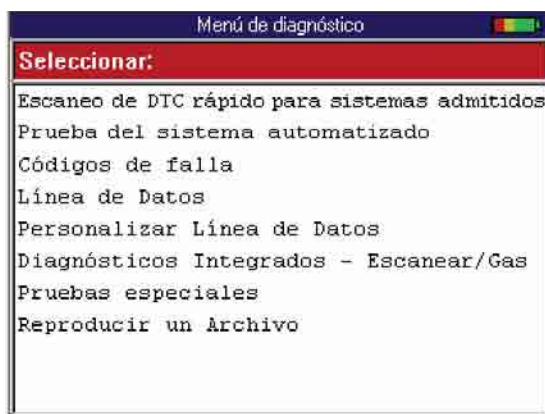 Menú de diagnóstico
Seleccionar:
Escaneo de DTC rápido para sistemas admitidos
Prueba del sistema automatizado
Códigos de falla
Línea de Datos
Personalizar Línea de Datos
Diagnósticos Integrados - Escanear/Gas
Pruebas especiales
Reproducir un Archivo